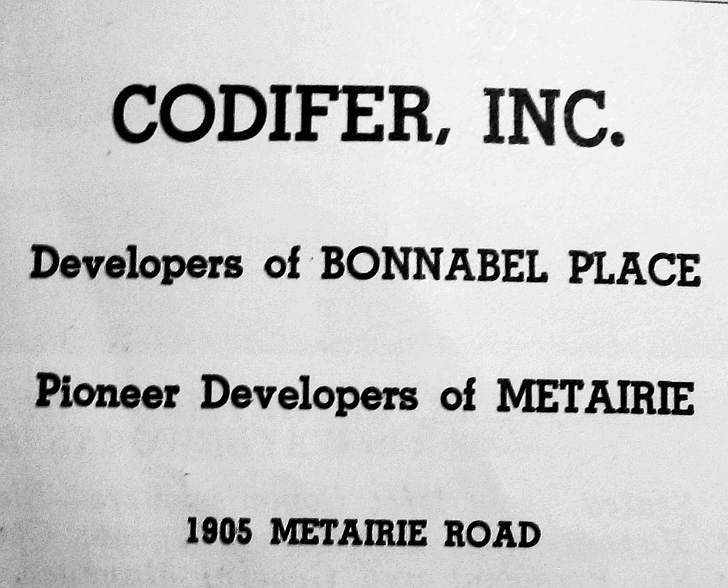 CODIFER, INC.
Developers of BONNABEL PLACE
Pioneer Developers of METAIRIE
1905 METAIRIE ROAD